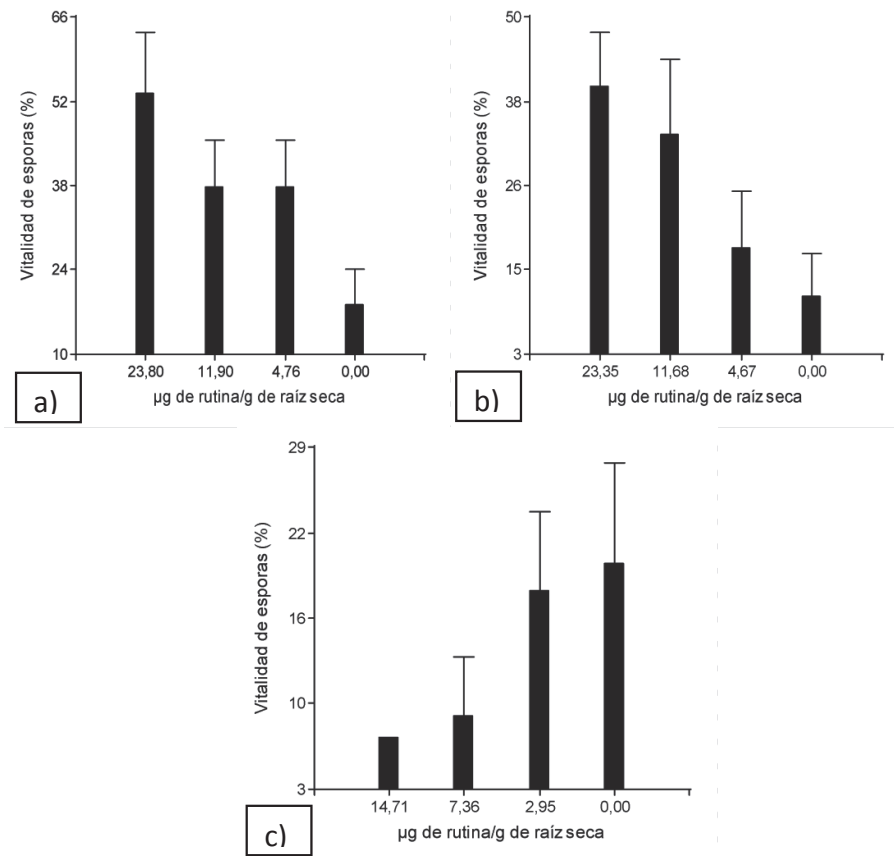 66
52
38
24
10
Vitalidad de esporas (%)
23,80 11,90 4,76 0,00
µg de rutina/g de raíz seca
a)
50
38
26
15
3
Vitalidad de esporas (%)
23,35 11,68 4,67 0,00
µg de rutina/g de raíz seca
b)
29
22
16
10
3
Vitalidad de esporas (%)
14,71 7,36 2,95 0,00
µg de rutina/g de raíz seca
c)